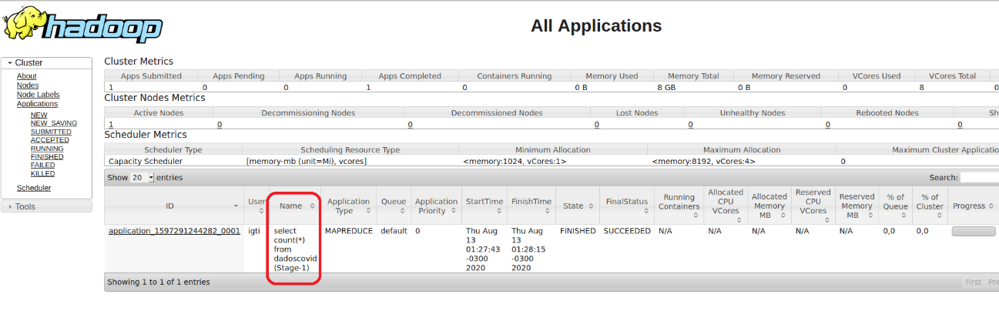 hadoop
All Applications
Cluster
About
Nodes
Node Labels
Applications
NEW
NEW_SAVING
SUBMITTED
ACCEPTED
RUNNING
FINISHED
FAILED
KILLED
Scheduler
Tools
Cluster Metrics
Apps Submitted Apps Pending Apps Running Apps Completed Containers Running Memory Used Memory Total Memory Reserved VCores Used VCores Total
1 0 0 1 0 0 B 8 GB 0 B 0 8 0
Cluster Nodes Metrics
Active Nodes Decommissioning Nodes Decommissioned Nodes Lost Nodes Unhealthy Nodes Rebooted Nodes Sh
1 0 0 0 0 0 0
Scheduler Metrics
Scheduler Type Scheduling Resource Type Minimum Allocation Maximum Allocation Maximum Cluster Applicatio
Capacity Scheduler [memory-mb (unit=Mi), vcores] <memory:1024, vCores:1> <memory:8192, vCores:4> 0
Show 20 entries Search:
ID
User
Name
Application
Type
Queue
Application
Priority
StartTime
FinishTime
State
FinalStatus
Running
Containers
Allocated
CPU
VCores
Allocated
Memory
MB
Reserved
CPU
VCores
Reserved
Memory
MB
% of
Queue
% of
Cluster
Progress
application_1597291244282_0001
igti
select
count(*)
from
dadoscovid
(Stage-1)
MAPREDUCE
default
0
Thu Aug
13
01:27:43
-0300
2020
Thu Aug
13
01:28:15
-0300
2020
FINISHED
SUCCEEDED
N/A
N/A
N/A
N/A
N/A
0,0
0,0
Showing 1 to 1 of 1 entries
First Pre